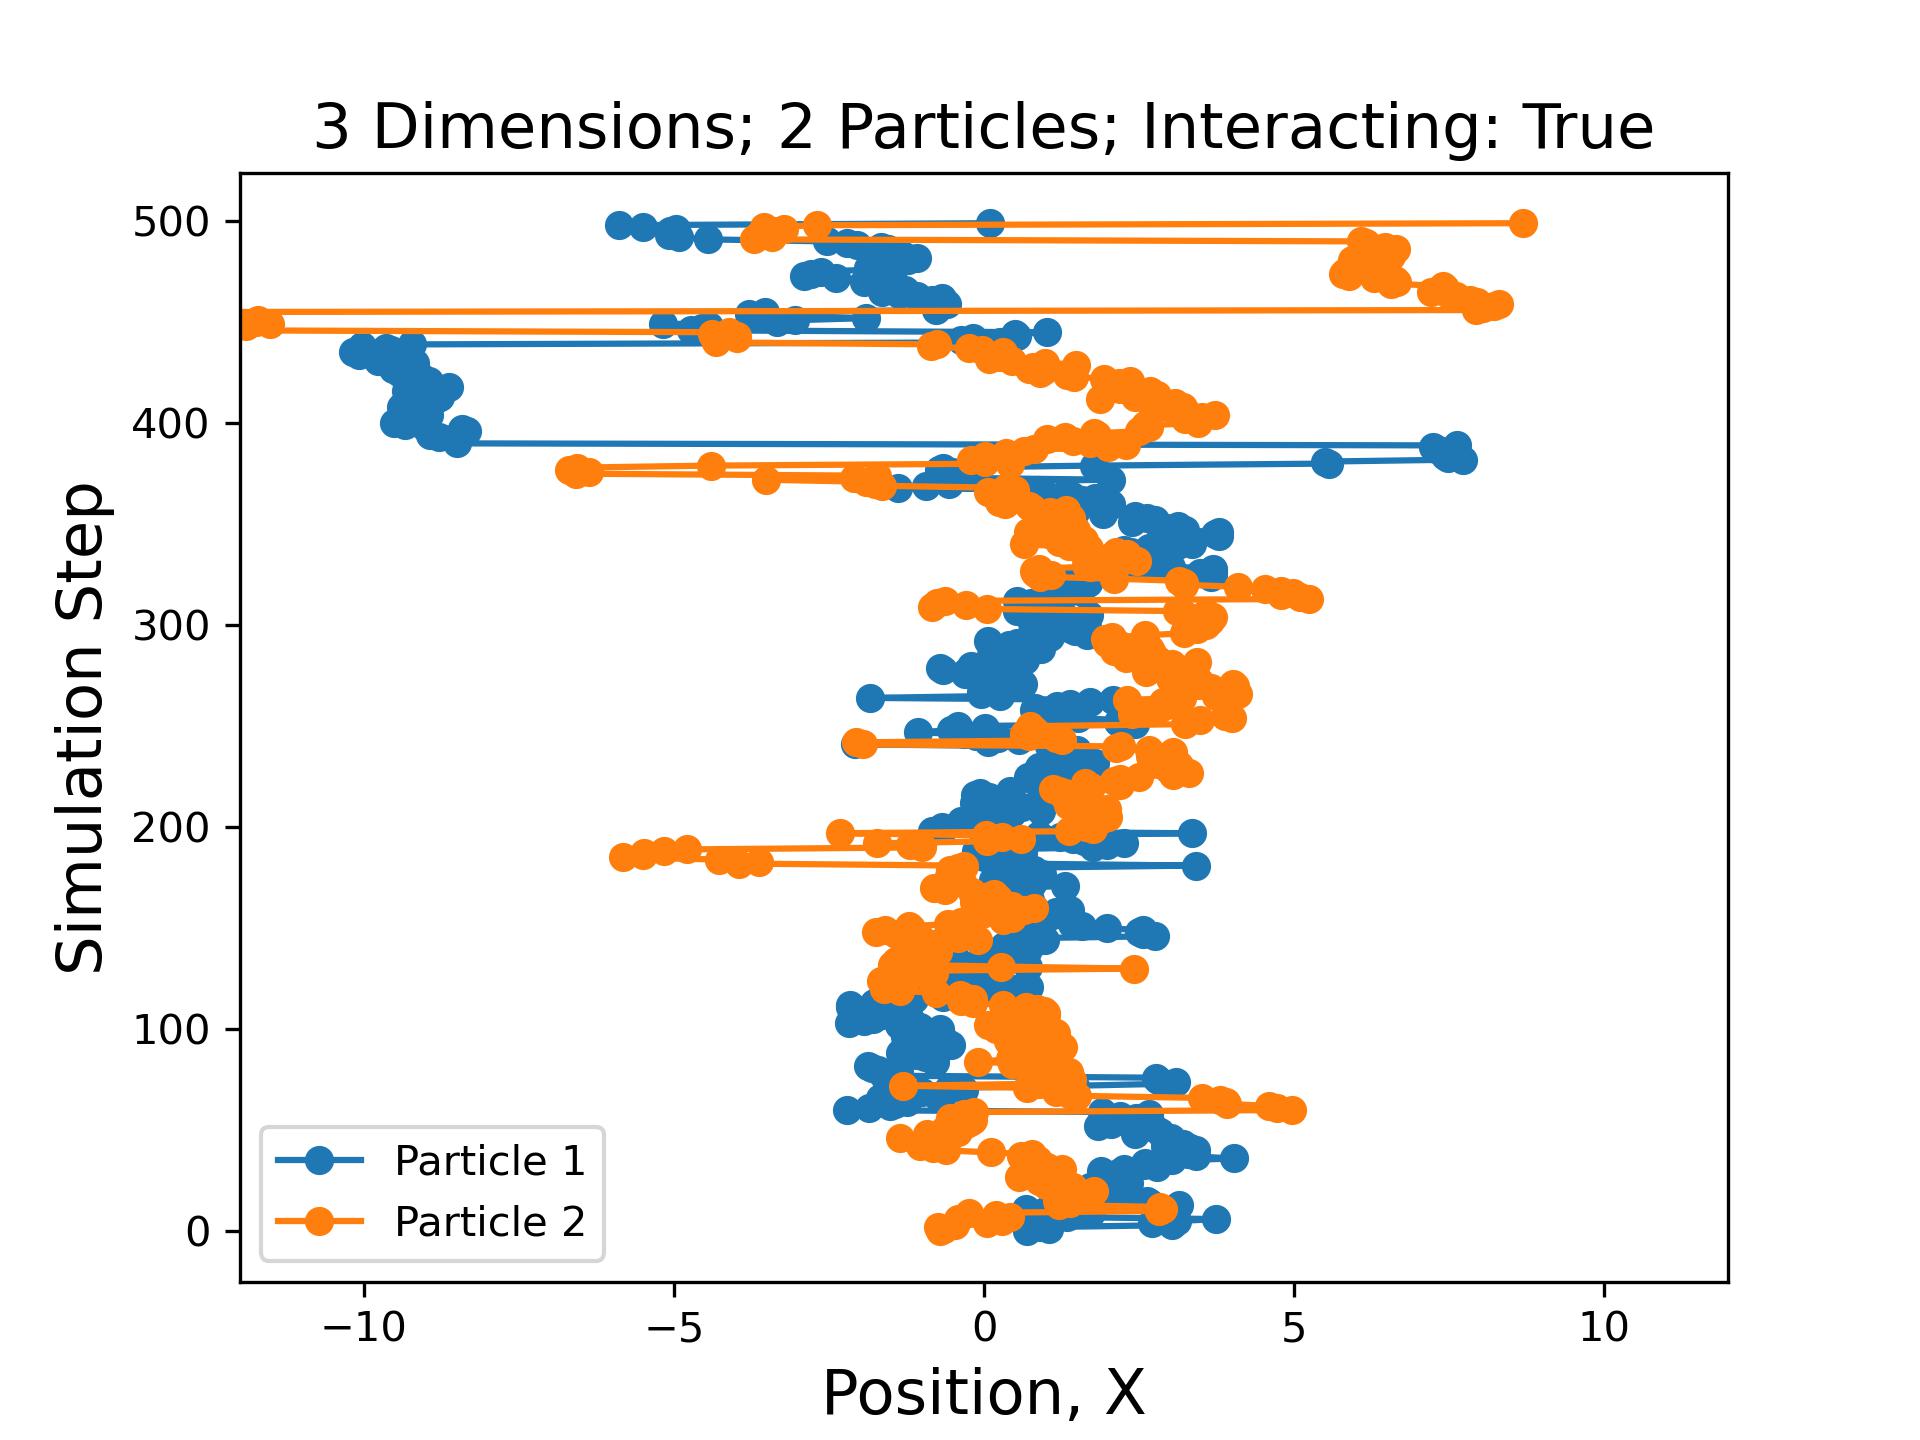 3 Dimensions; 2 Particles; Interacting: True
Simulation Step
500
400
300
200
100
0
Particle 1
Particle 2
−10
−5
0
5
10
Position, X